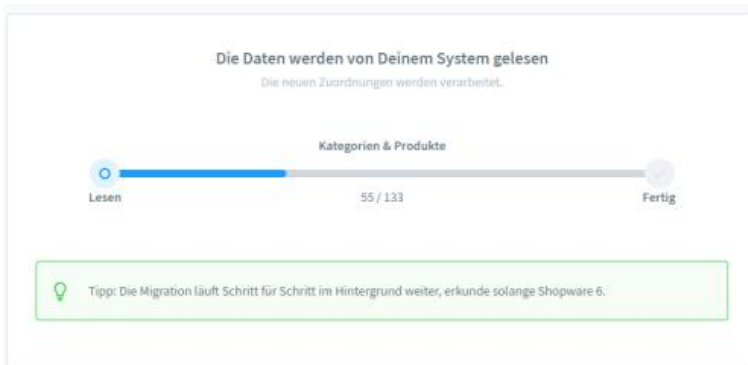 Die Daten werden von Deinem System gelesen
Die neuen Zuordnungen werden verarbeitet.
Kategorien & Produkte
Lesen
55 / 133
Fertig
Tipp: Die Migration läuft Schritt für Schritt im Hintergrund weiter, erkunde solange Shopware 6.